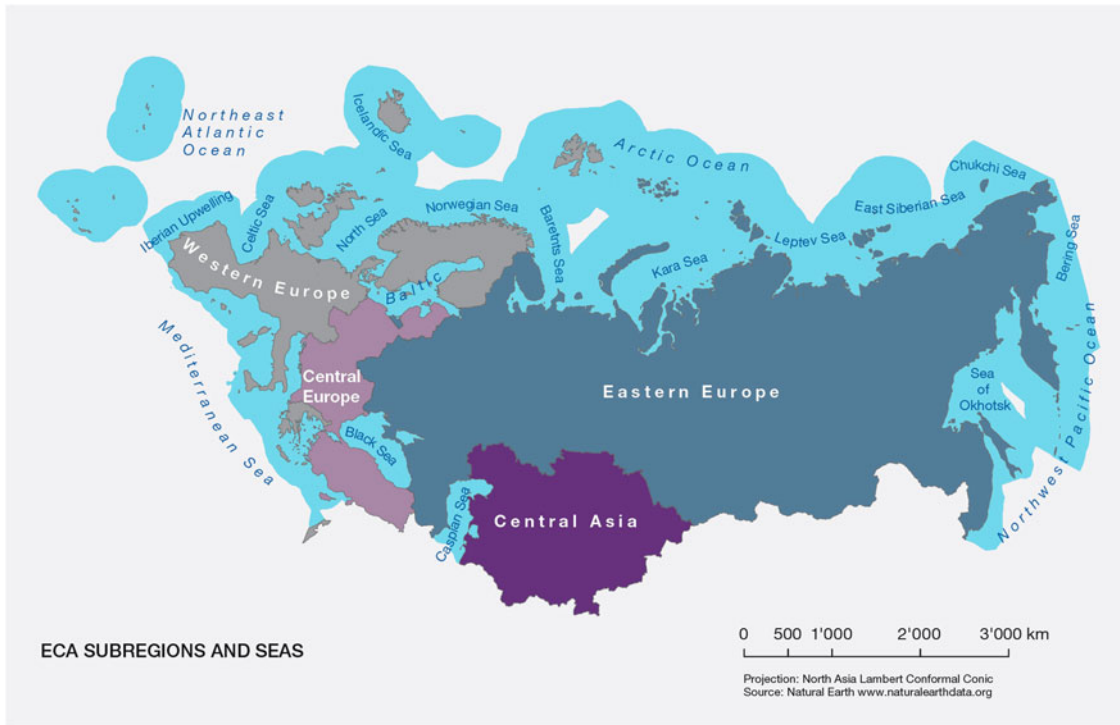 Northeast
Atlantic
Ocean
Icelandic Sea
Arctic Ocean
Chukchi Sea
Iberian Upwelling
Celtic Sea
North Sea
Norwegian Sea
Baretnts Sea
Kara Sea
Leptev Sea
East Siberian Sea
Bering Sea
Western Europe
Baltic
Mediterranean Sea
Central
Europe
Black Sea
Eastern Europe
Sea
of
Okhotsk
Northwest Pacific Ocean
Caspian Sea
Central Asia
ECA SUBREGIONS AND SEAS
0 500 1'000 2'000 3'000 km
Projection: North Asia Lambert Conformal Conic
Source: Natural Earth www.naturalearthdata.org